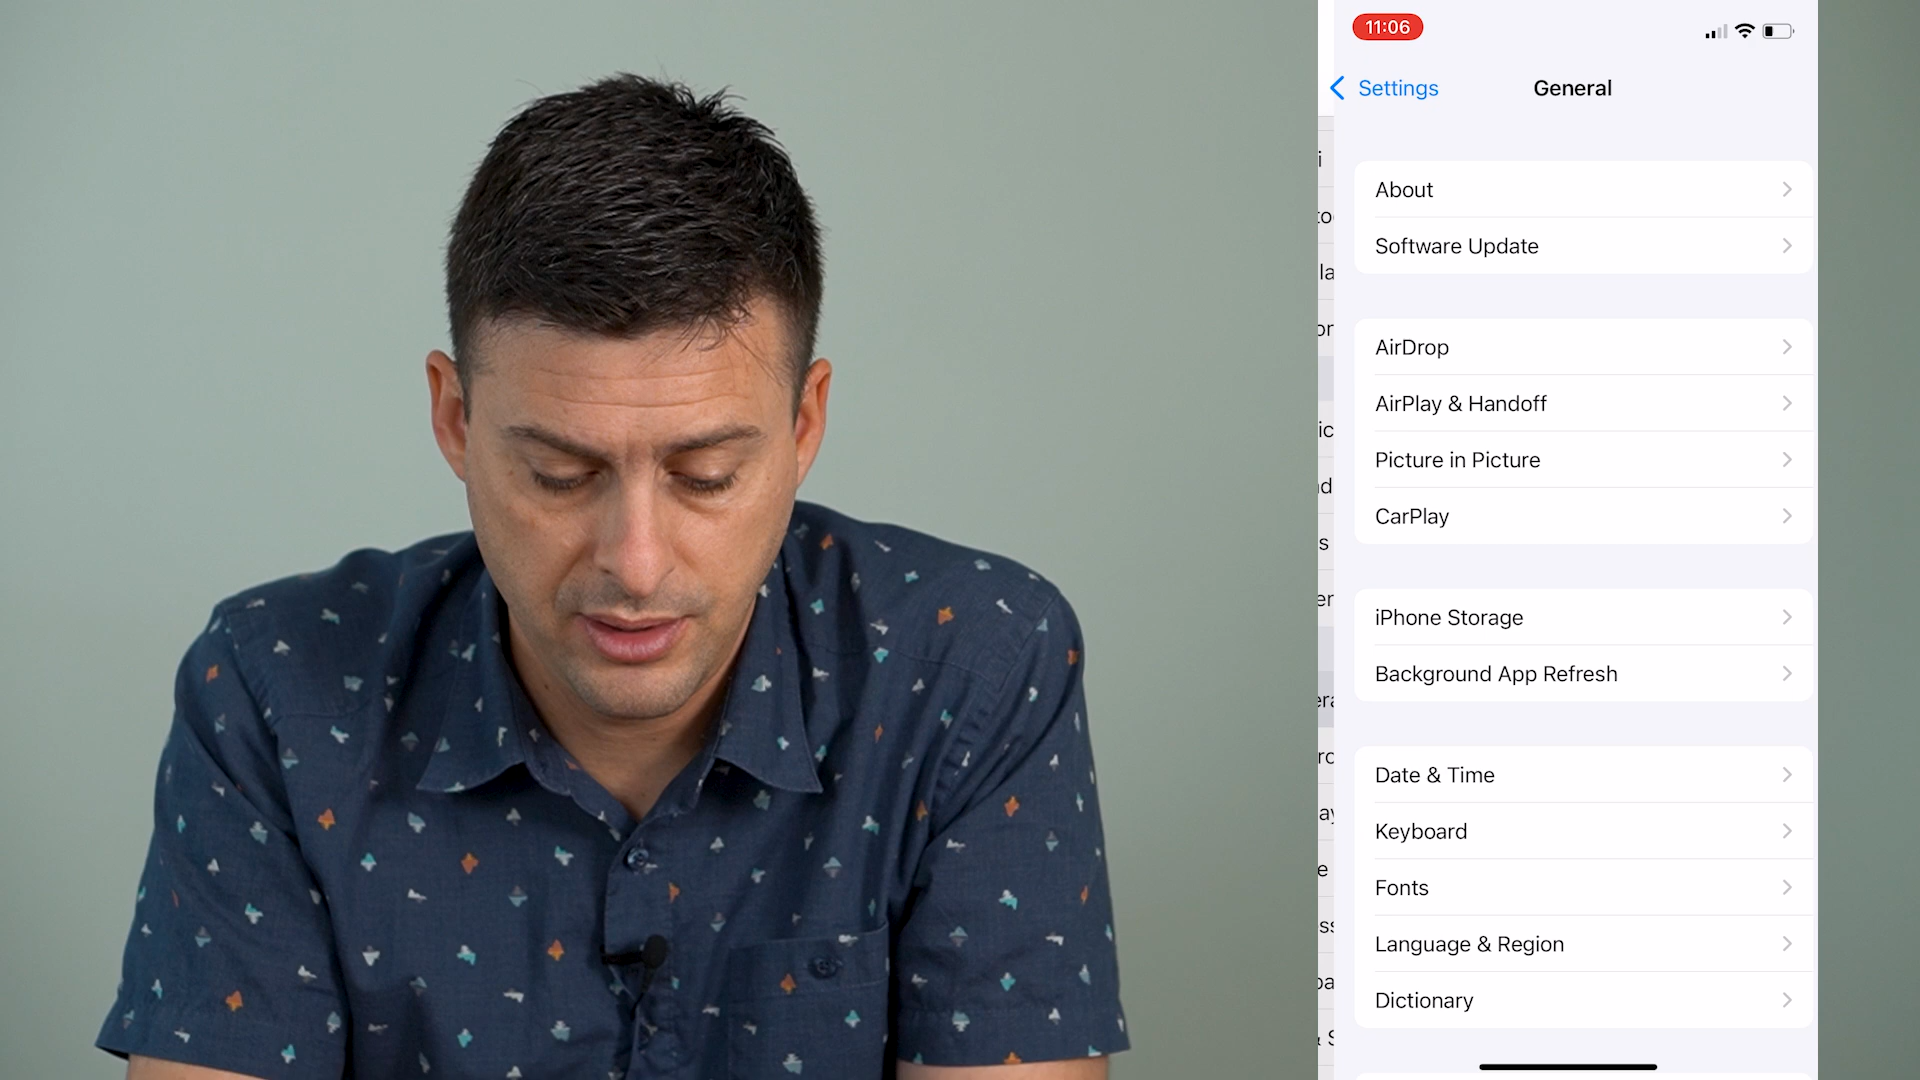 11:06
Settings
General
About
Software Update
AirDrop
AirPlay & Handoff
Picture in Picture
CarPlay
iPhone Storage
Background App Refresh
Date & Time
Keyboard
Fonts
Language & Region
Dictionary